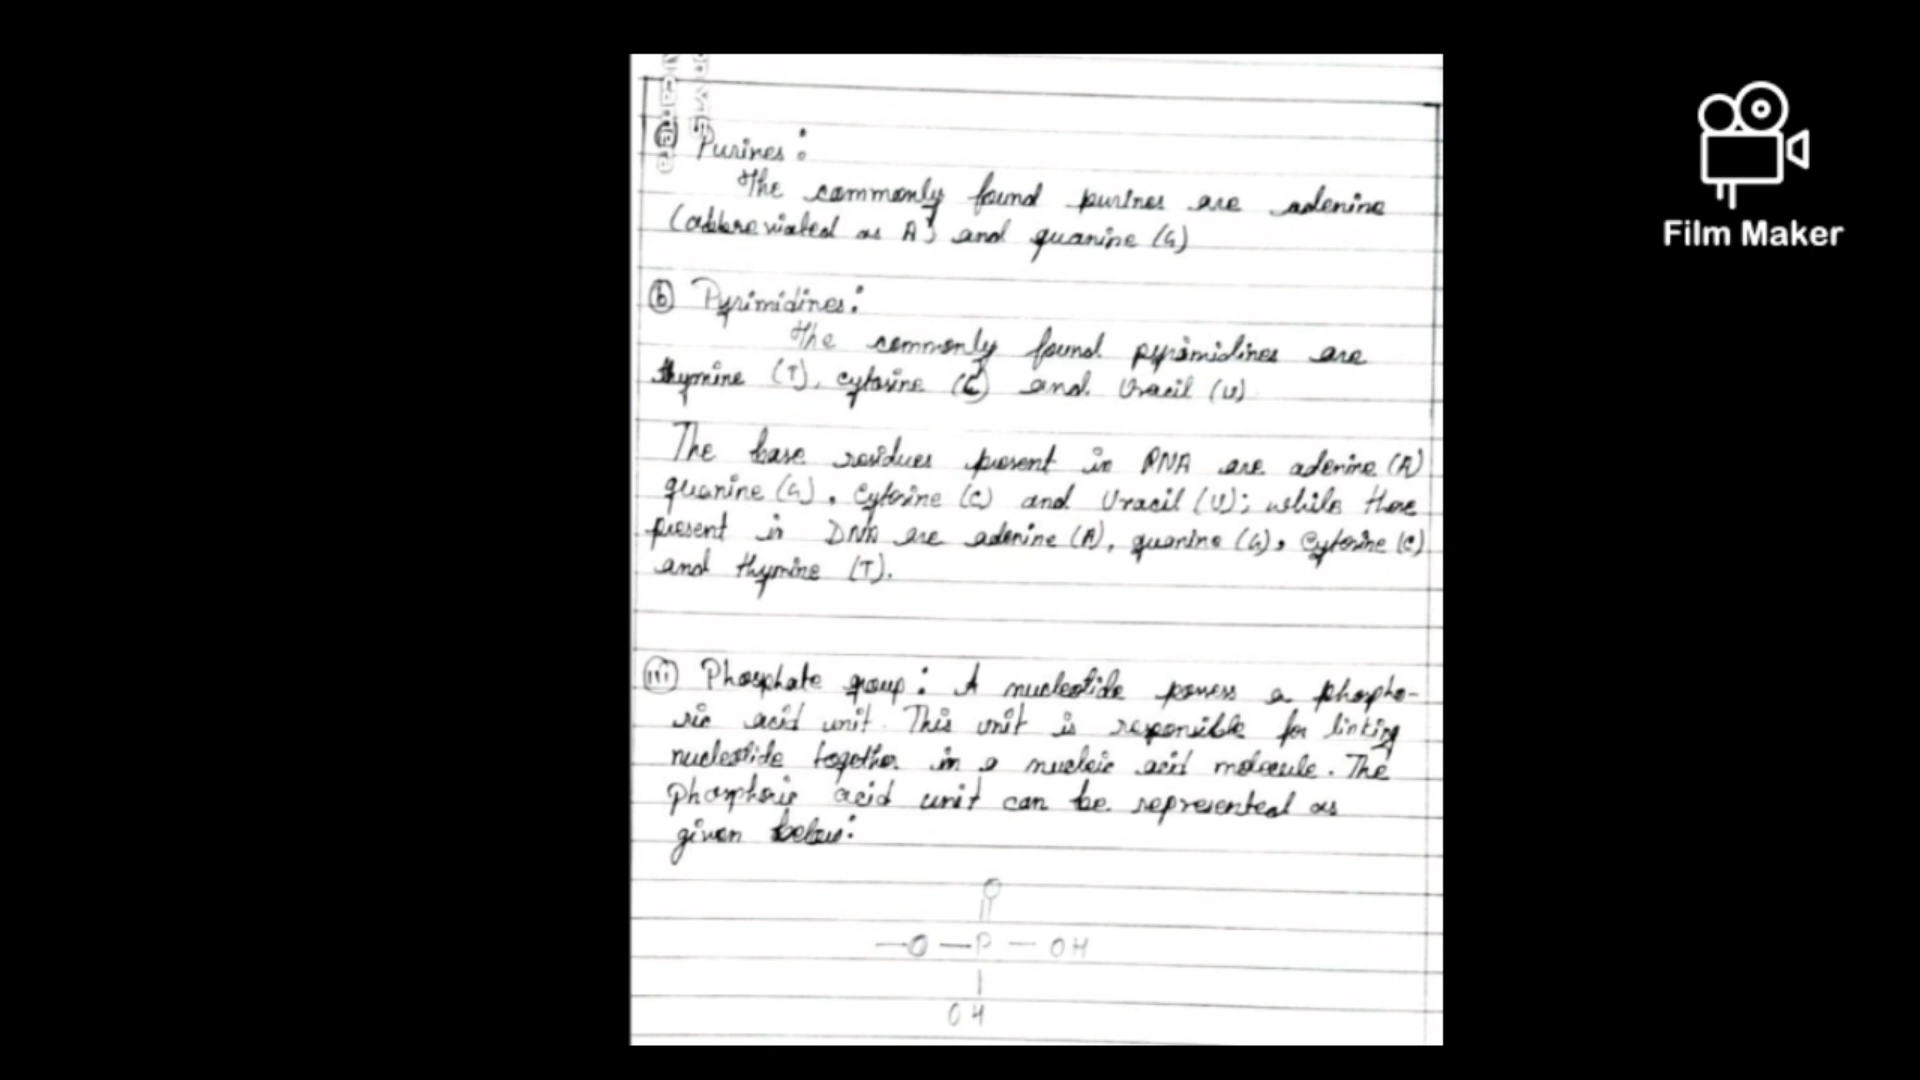 ⓐ Purines:
The commonly found purines are adenine
(abbreviated as A) and guanine (G)
ⓑ Pyrimidines:
The commonly found pyrimidines are
thymine (T), cytosine (C) and Uracil (U)
The base residues present in RNA are adenine (A)
guanine (G), Cytosine (C) and Uracil (U); while those
present in DNA are adenine (A), guanine (G), Cytosine (C)
and thymine (T).
(iii) Phosphate group: A nucleotide possess a phospho-
ric acid unit. This unit is responsible for linking
nucleotide together in a nucleic acid molecule. The
Phosphoric acid unit can be represented as
given below:
O
—O—P—OH
OH
Film Maker